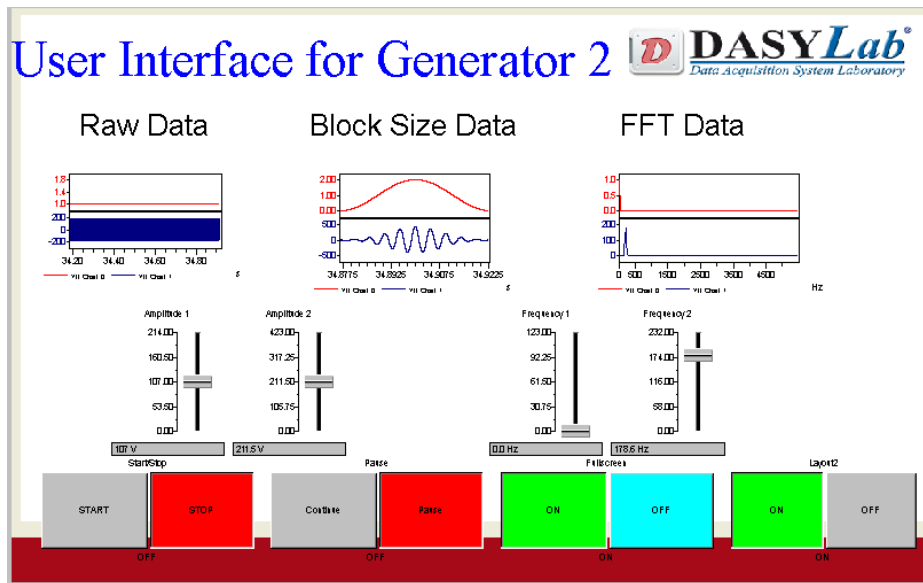 User Interface for Generator 2
DASYLab®
Data Acquisition System Laboratory
Raw Data
Block Size Data
FFT Data
1.8
1.4
1.0
200
0
-200
34.20 34.40 34.60 34.80
s
2.00
1.00
0.00
500
0
-500
34.8775 34.8925 34.9075 34.9225
s
1.0
0.5
0.0
200
100
0
0 500 1500 2500 3500 4500
Hz
Amplitude 1
214.00
160.50
107.00
53.50
0.00
107 V
Amplitude 2
423.00
317.25
211.50
105.75
0.00
211.5 V
Frequency 1
123.00
92.25
61.50
30.75
0.00
0.0 Hz
Frequency 2
232.00
174.00
116.00
58.00
0.00
178.6 Hz
Start/Stop
START
STOP
OFF
Pause
Continue
Pause
OFF
Fullscreen
ON
OFF
ON
Layout2
ON
OFF
ON